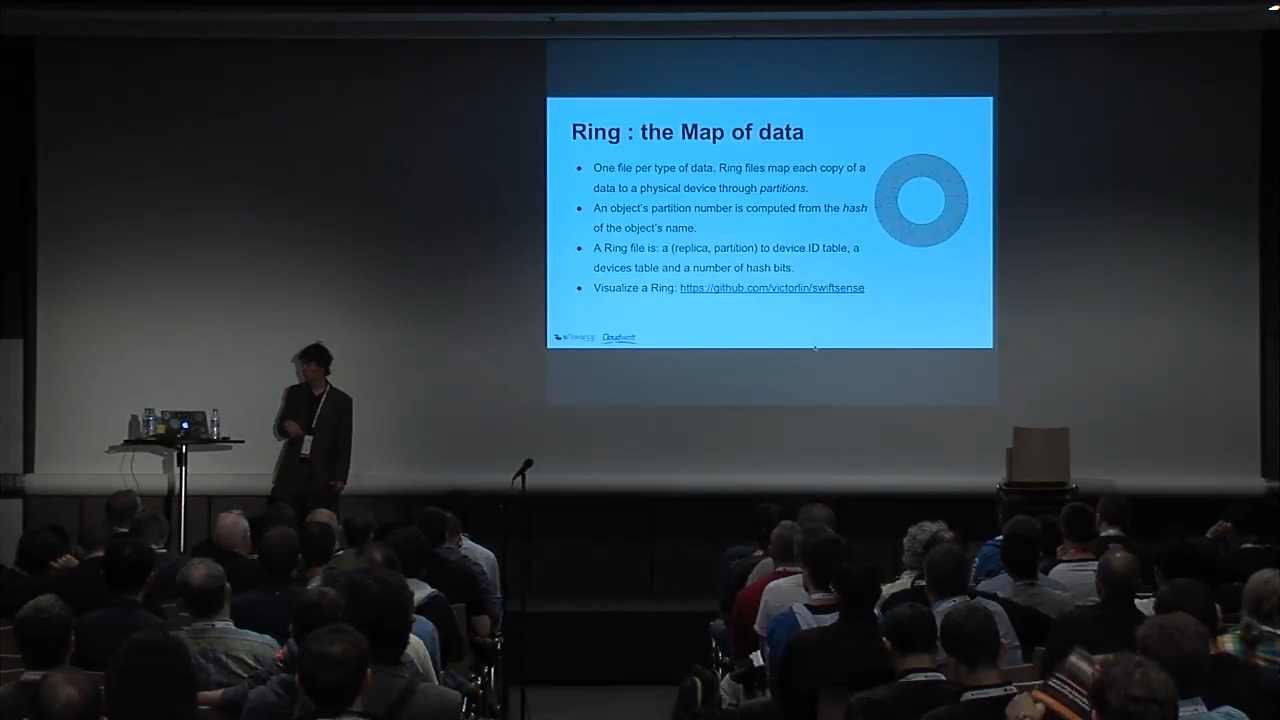 Ring : the Map of data
● One file per type of data. Ring files map each copy of a
data to a physical device through partitions.
● An object's partition number is computed from the hash
of the object's name.
● A Ring file is: a (replica, partition) to device ID table, a
devices table and a number of hash bits.
● Visualize a Ring: https://github.com/victorlin/swiftsense
eNovance Cloudwatt